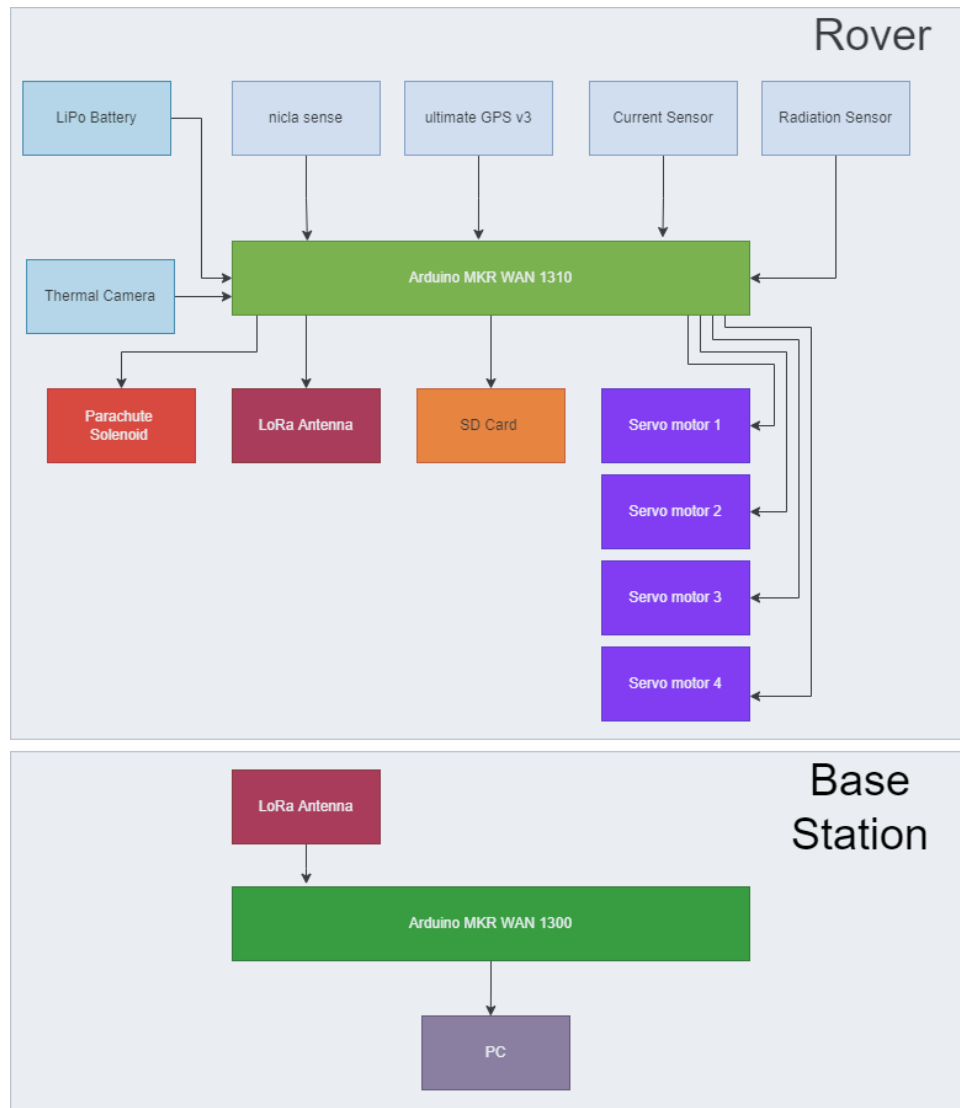 Rover
LiPo Battery
nicla sense
ultimate GPS v3
Current Sensor
Radiation Sensor
Arduino MKR WAN 1310
Thermal Camera
Parachute
Solenoid
LoRa Antenna
SD Card
Servo motor 1
Servo motor 2
Servo motor 3
Servo motor 4
Base
Station
LoRa Antenna
Arduino MKR WAN 1300
PC